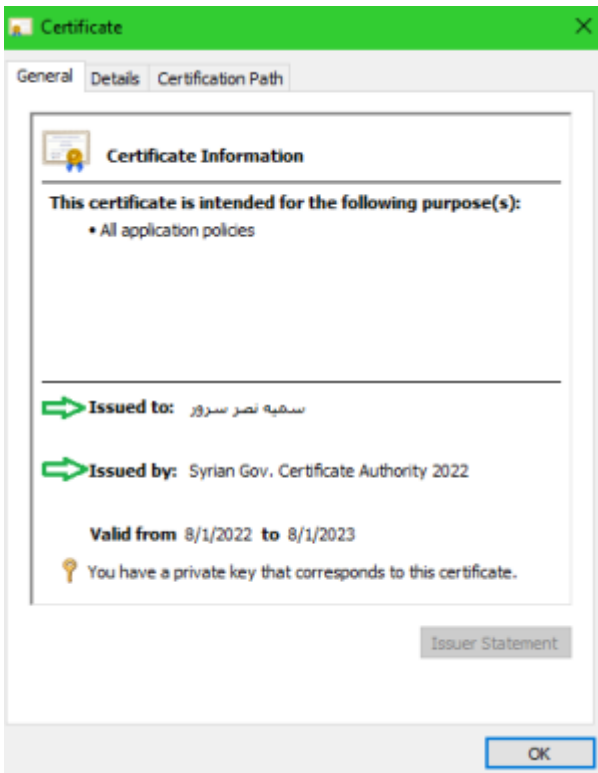 Certificate
General Details Certification Path
Certificate Information
This certificate is intended for the following purpose(s):
• All application policies
Issued to: سميه نصر سرور
Issued by: Syrian Gov. Certificate Authority 2022
Valid from 8/1/2022 to 8/1/2023
You have a private key that corresponds to this certificate.
Issuer Statement
OK